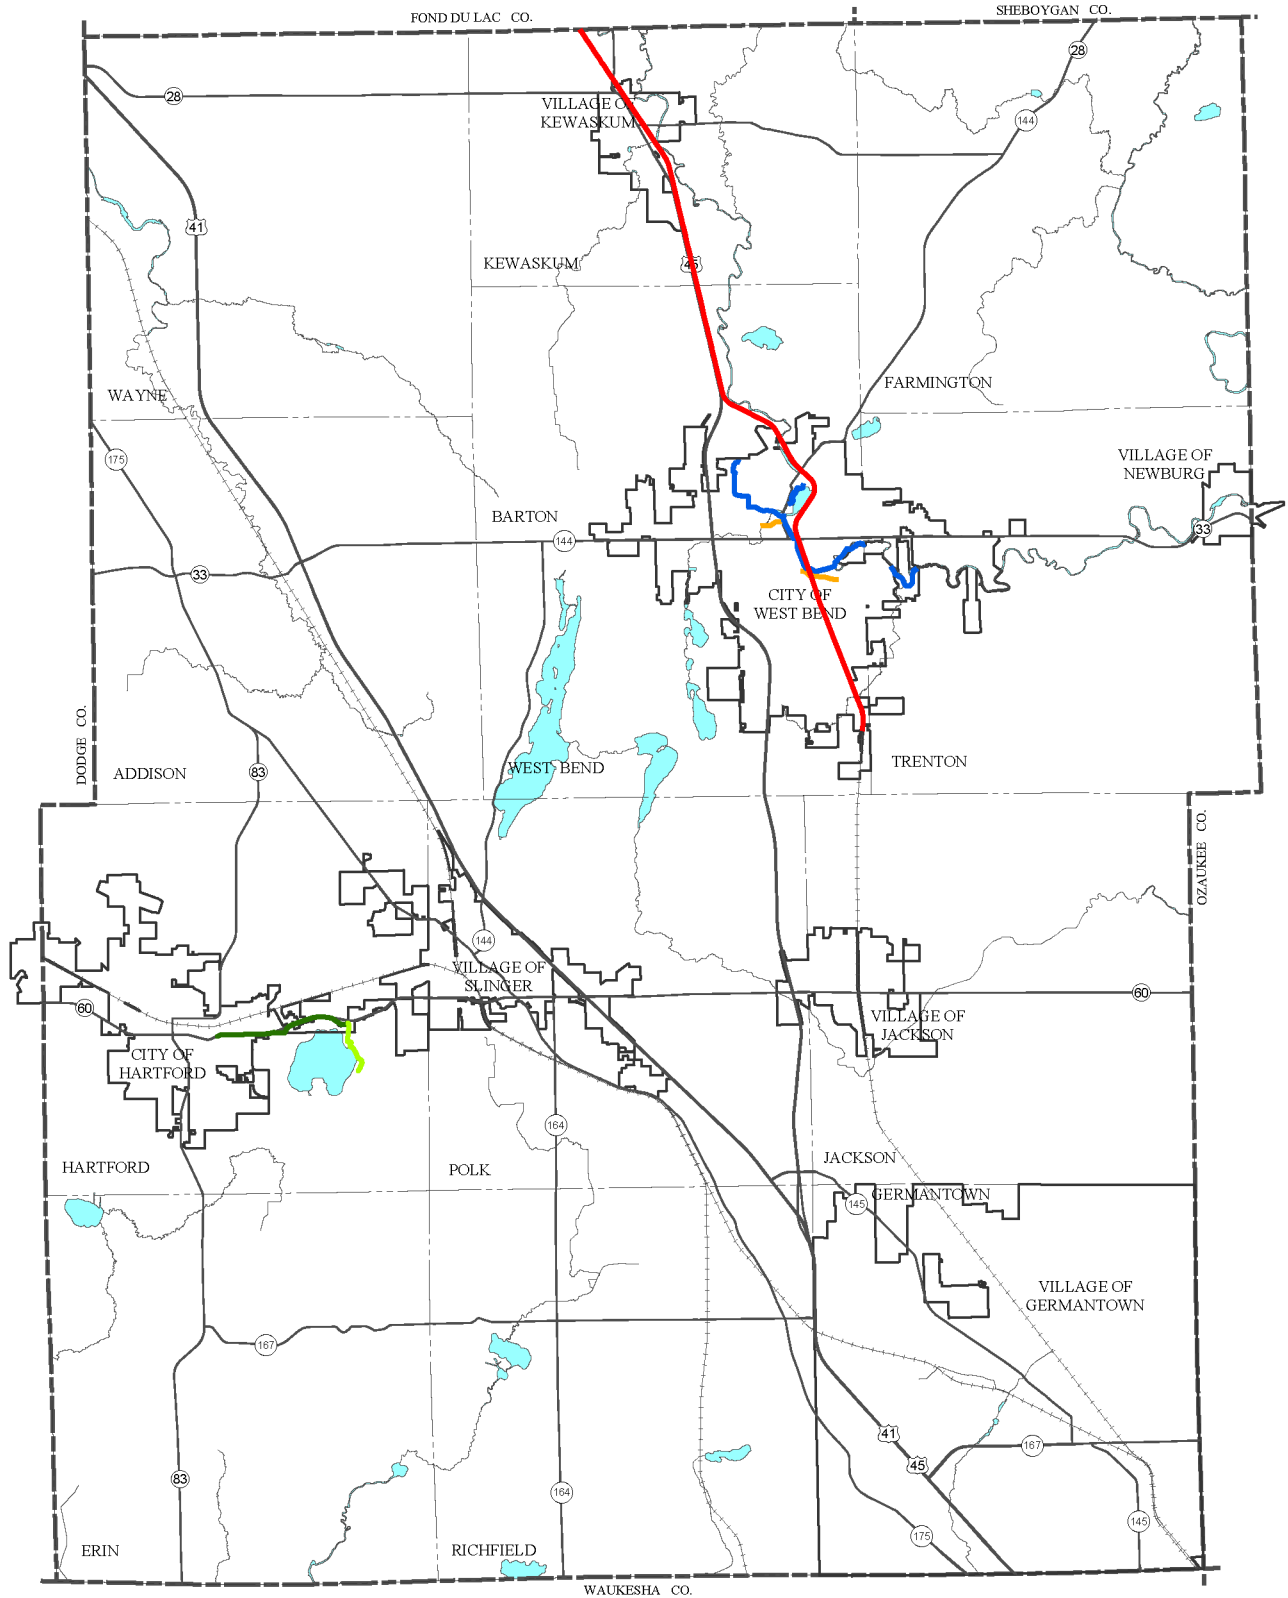 FOND DU LAC CO.
SHEBOYGAN CO.
28
28
VILLAGE OF
KEWASKUM
144
41
KEWASKUM
45
WAYNE
FARMINGTON
175
VILLAGE OF
NEWBURG
BARTON
144
33
33
CITY OF
WEST BEND
DODGE CO.
ADDISON
83
WEST BEND
TRENTON
OZAUKEE CO.
144
VILLAGE OF
SLINGER
60
60
VILLAGE OF
JACKSON
CITY OF
HARTFORD
164
HARTFORD
POLK
JACKSON
GERMANTOWN
145
VILLAGE OF
GERMANTOWN
167
41
167
45
83
164
145
175
ERIN
RICHFIELD
WAUKESHA CO.